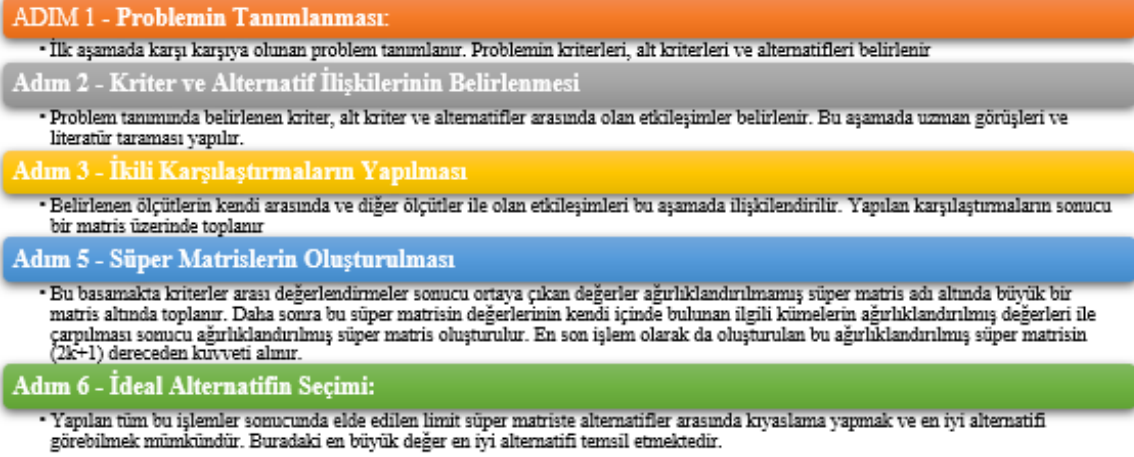 ADIM 1 - Problemin Tanımlanması:
• İlk aşamada karşı karşıya olunan problem tanımlanır. Problemin kriterleri, alt kriterleri ve alternatifleri belirlenir
Adım 2 - Kriter ve Alternatif İlişkilerinin Belirlenmesi
• Problem tanımında belirlenen kriter, alt kriter ve alternatifler arasında olan etkileşimler belirlenir. Bu aşamada uzman görüşleri ve
literatür taraması yapılır.
Adım 3 - İkili Karşılaştırmaların Yapılması
• Belirlenen ölçütlerin kendi arasında ve diğer ölçütler ile olan etkileşimleri bu aşamada ilişkilendirilir. Yapılan karşılaştırmaların sonucu
bir matris üzerinde toplanır
Adım 5 - Süper Matrislerin Oluşturulması
• Bu basamakta kriterler arası değerlendirmeler sonucu ortaya çıkan değerler ağırlıklandırılmamış süper matris adı altında büyük bir
matris altında toplanır. Daha sonra bu süper matrisin değerlerinin kendi içinde bulunan ilgili kümelerin ağırlıklandırılmış değerleri ile
çarpılması sonucu ağırlıklandırılmış süper matris oluşturulur. En son işlem olarak da oluşturulan bu ağırlıklandırılmış süper matrisin
(2k+1) dereceden kuvveti alınır.
Adım 6 - İdeal Alternatifin Seçimi:
• Yapılan tüm bu işlemler sonucunda elde edilen limit süper matriste alternatifler arasında kıyaslama yapmak ve en iyi alternatifi
görebilmek mümkündür. Buradaki en büyük değer en iyi alternatifi temsil etmektedir.